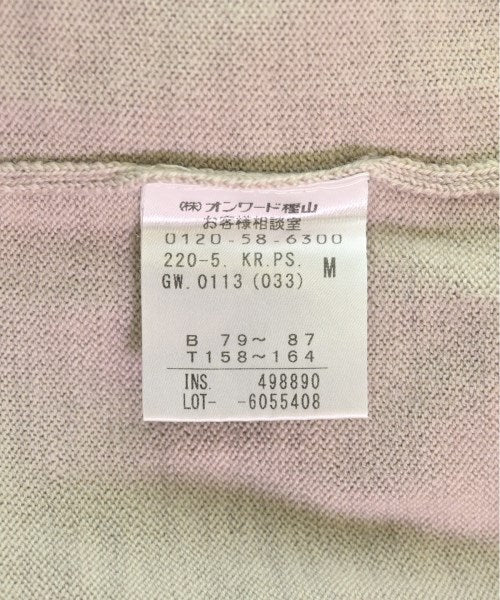 (株)オンワード樫山
お客様相談室
0120-58-6300
220-5. KR.PS. M
GW.0113(033)
B 79～ 87
T158～164
INS. 498890
LOT- -6055408